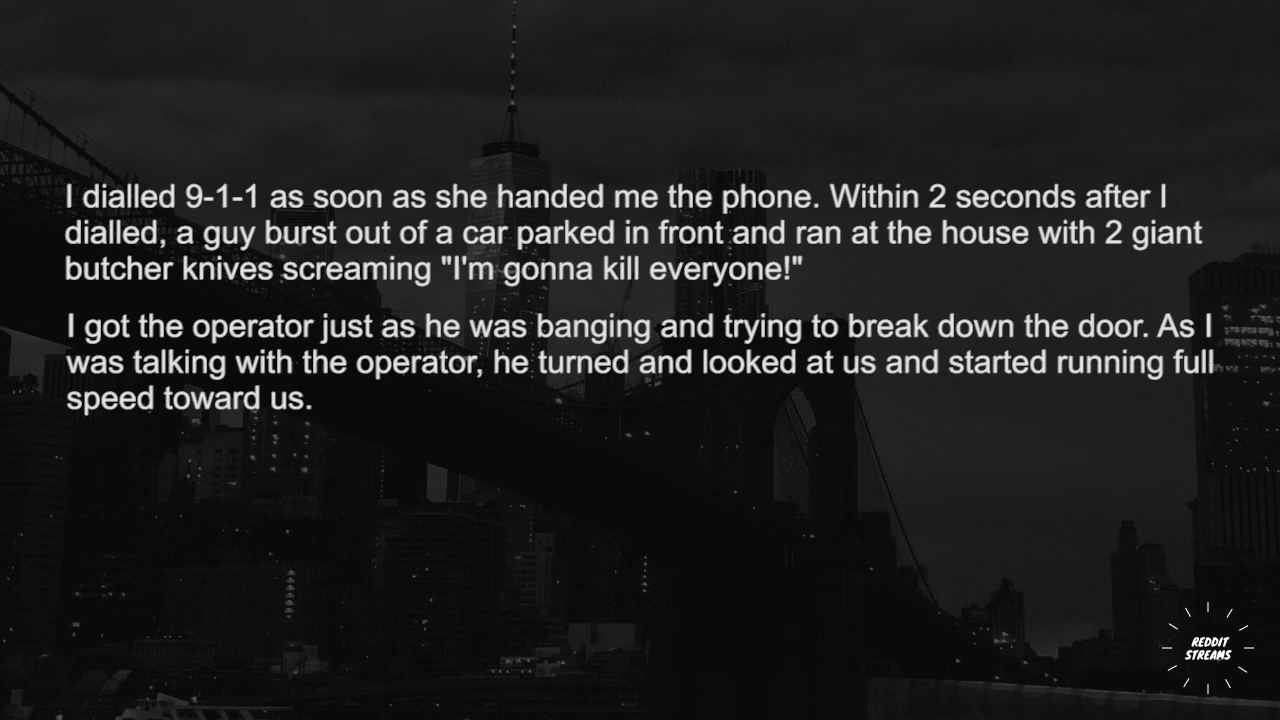 I dialled 9-1-1 as soon as she handed me the phone. Within 2 seconds after I
dialled, a guy burst out of a car parked in front and ran at the house with 2 giant
butcher knives screaming "I'm gonna kill everyone!"
I got the operator just as he was banging and trying to break down the door. As I
was talking with the operator, he turned and looked at us and started running full
speed toward us.
REDDIT
STREAMS